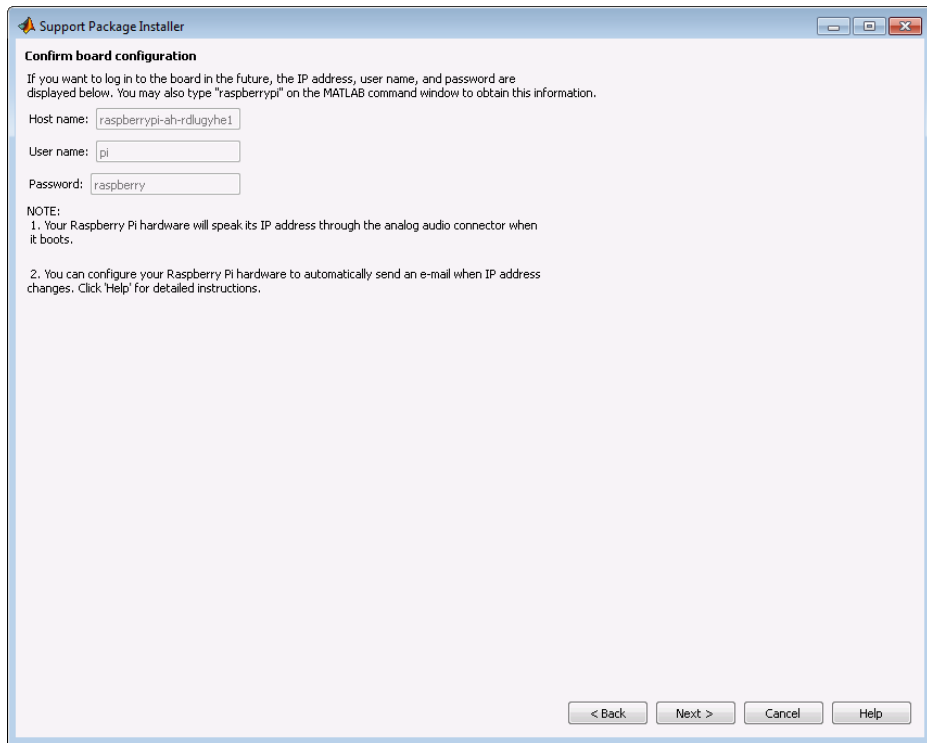 Support Package Installer
Confirm board configuration
If you want to log in to the board in the future, the IP address, user name, and password are
displayed below. You may also type "raspberrypi" on the MATLAB command window to obtain this information.
Host name: raspberrypi-ah-rdlugyhe1
User name: pi
Password: raspberry
NOTE:
1. Your Raspberry Pi hardware will speak its IP address through the analog audio connector when
it boots.
2. You can configure your Raspberry Pi hardware to automatically send an e-mail when IP address
changes. Click 'Help' for detailed instructions.
< Back Next > Cancel Help